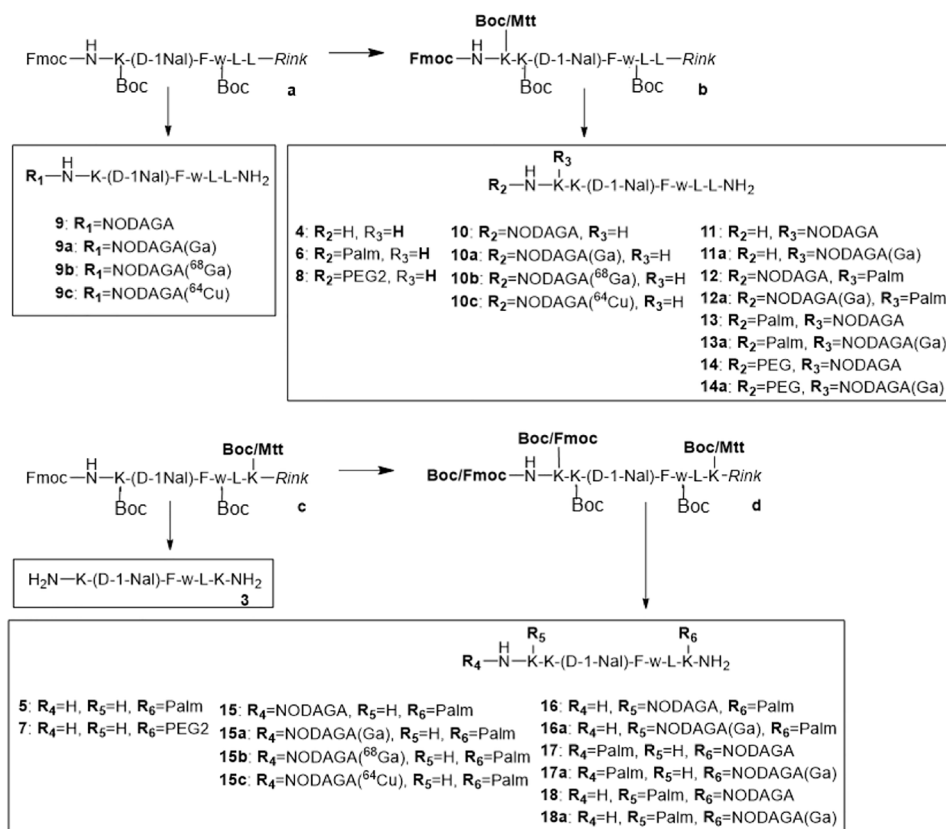 Boc/Mtt
Fmoc—N—K-(D-1Nal)-F-w-L-L—Rink
H
Boc
Boc
a
Fmoc—N—K-K-(D-1-Nal)-F-w-L-L—Rink
H
Boc
Boc
b
R1—N—K-(D-1Nal)-F-w-L-L-NH2
H
9: R1=NODAGA
9a: R1=NODAGA(Ga)
9b: R1=NODAGA(68Ga)
9c: R1=NODAGA(64Cu)
R3
R2—N—K-K-(D-1-Nal)-F-w-L-L-NH2
H
4: R2=H, R3=H
6: R2=Palm, R3=H
8: R2=PEG2, R3=H
10: R2=NODAGA, R3=H
10a: R2=NODAGA(Ga), R3=H
10b: R2=NODAGA(68Ga), R3=H
10c: R2=NODAGA(64Cu), R3=H
11: R2=H, R3=NODAGA
11a: R2=H, R3=NODAGA(Ga)
12: R2=NODAGA, R3=Palm
12a: R2=NODAGA(Ga), R3=Palm
13: R2=Palm, R3=NODAGA
13a: R2=Palm, R3=NODAGA(Ga)
14: R2=PEG, R3=NODAGA
14a: R2=PEG, R3=NODAGA(Ga)
Boc/Mtt
Fmoc—N—K-(D-1Nal)-F-w-L-K—Rink
H
Boc
Boc
c
Boc/Fmoc
Boc/Mtt
Boc/Fmoc—N—K-K-(D-1-Nal)-F-w-L-K-Rink
H
Boc
Boc
d
H2N—K-(D-1-Nal)-F-w-L-K-NH2
3
R5
R6
R4—N—K-K-(D-1-Nal)-F-w-L-K-NH2
H
5: R4=H, R5=H, R6=Palm
7: R4=H, R5=H, R6=PEG2
15: R4=NODAGA, R5=H, R6=Palm
15a: R4=NODAGA(Ga), R5=H, R6=Palm
15b: R4=NODAGA(68Ga), R5=H, R6=Palm
15c: R4=NODAGA(64Cu), R5=H, R6=Palm
16: R4=H, R5=NODAGA, R6=Palm
16a: R4=H, R5=NODAGA(Ga), R6=Palm
17: R4=Palm, R5=H, R6=NODAGA
17a: R4=Palm, R5=H, R6=NODAGA(Ga)
18: R4=H, R5=Palm, R6=NODAGA
18a: R4=H, R5=Palm, R6=NODAGA(Ga)